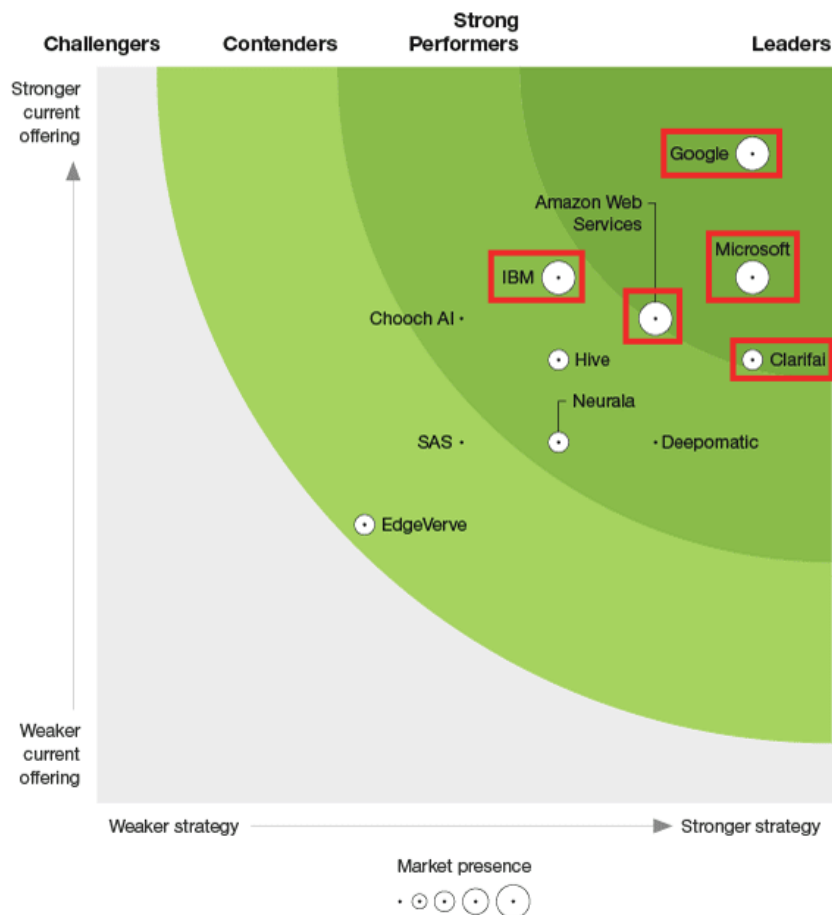 Challengers
Contenders
Strong
Performers
Leaders
Stronger
current
offering
Google
Amazon Web
Services
Microsoft
IBM
Chooch AI
Hive
Clarifai
Neurala
SAS
Deepomatic
EdgeVerve
Weaker
current
offering
Weaker strategy
Stronger strategy
Market presence